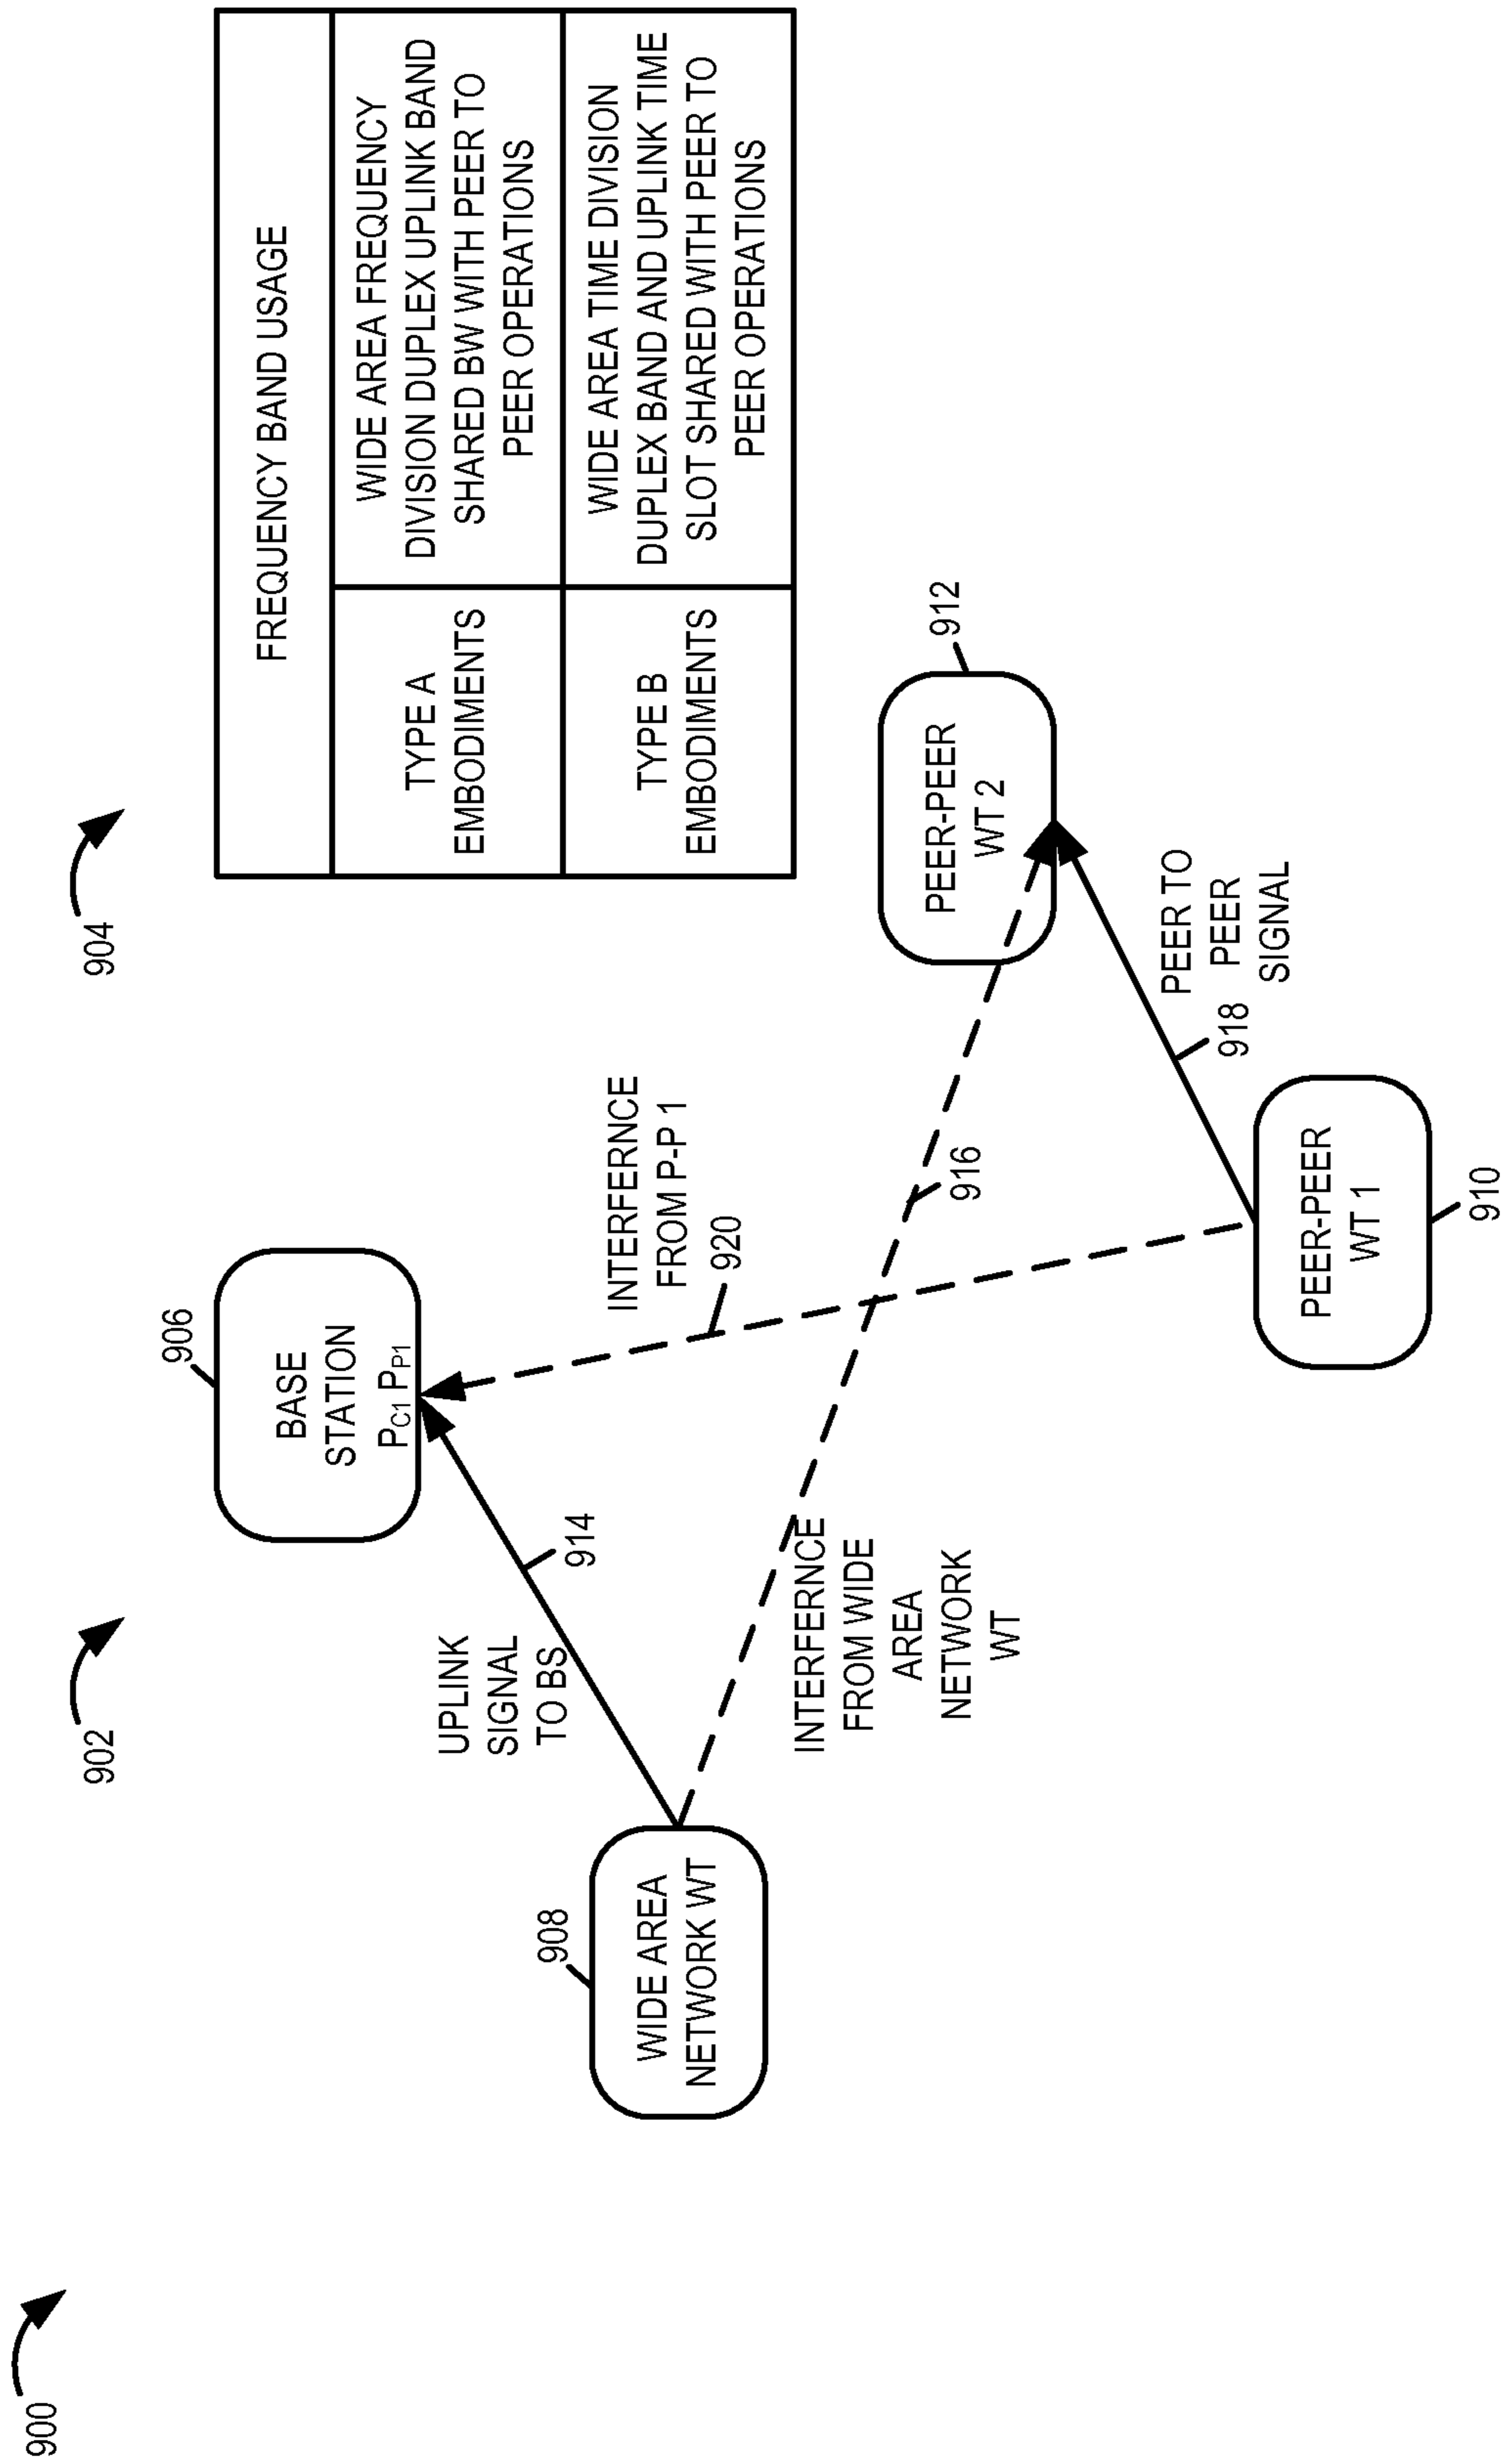 900
902
904
906
BASE
STATION
PC1 PP1
UPLINK
SIGNAL
TO BS
914
908
WIDE AREA
NETWORK WT
INTERFERNCE
FROM P-P 1
920
INTERFERNCE
FROM WIDE
AREA
NETWORK
WT
916
912
PEER-PEER
WT 2
PEER TO
PEER
SIGNAL
918
PEER-PEER
WT 1
910
FREQUENCY BAND USAGE
TYPE A
EMBODIMENTS
WIDE AREA FREQUENCY
DIVISION DUPLEX UPLINK BAND
SHARED BW WITH PEER TO
PEER OPERATIONS
TYPE B
EMBODIMENTS
WIDE AREA TIME DIVISION
DUPLEX BAND AND UPLINK TIME
SLOT SHARED WITH PEER TO
PEER OPERATIONS